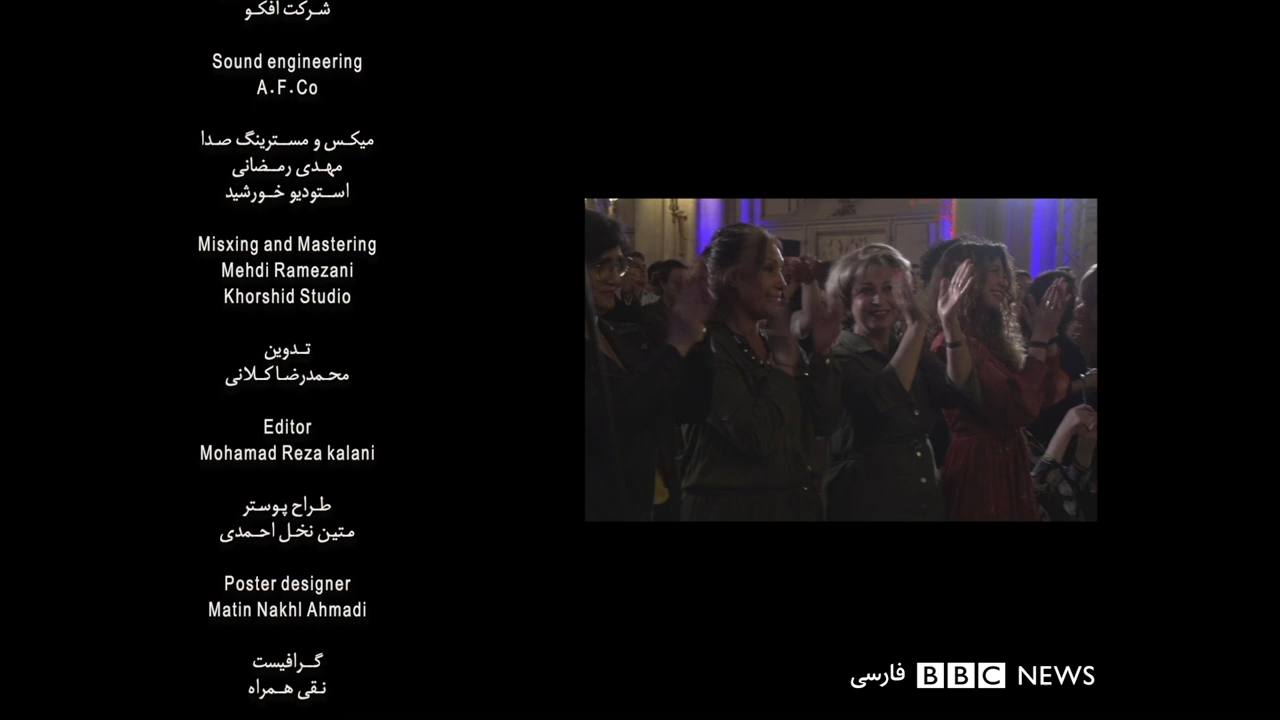 شرکت افکو
Sound engineering
A.F.Co
میکس و مسترینگ صدا
مهدی رمضانی
استودیو خورشید
Misxing and Mastering
Mehdi Ramezani
Khorshid Studio
تدوین
محمدرضا کلانی
Editor
Mohamad Reza kalani
طراح پوستر
متین نخل احمدی
Poster designer
Matin Nakhl Ahmadi
گرافیست
نقی همراه
BBC NEWS فارسی